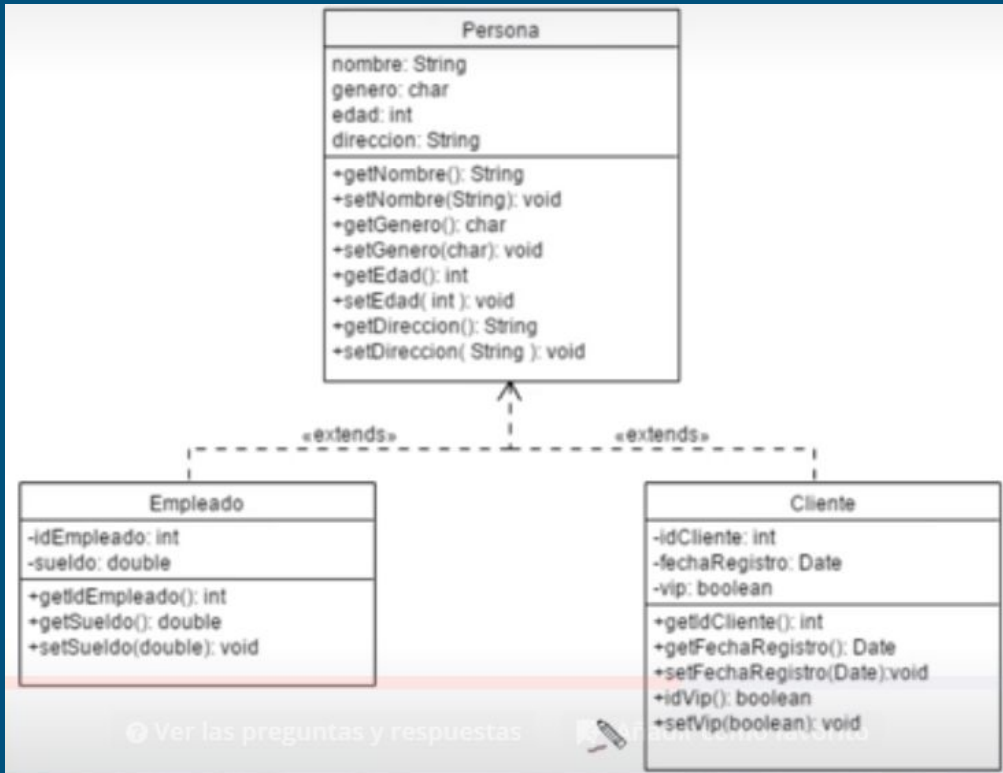 Persona
nombre: String
genero: char
edad: int
direccion: String
+getNombre(): String
+setNombre(String): void
+getGenero(): char
+setGenero(char): void
+getEdad(): int
+setEdad( int ): void
+getDireccion(): String
+setDireccion( String ): void
«extends»
«extends»
Empleado
-idEmpleado: int
-sueldo: double
+getIdEmpleado(): int
+getSueldo(): double
+setSueldo(double): void
Cliente
-idCliente: int
-fechaRegistro: Date
-vip: boolean
+getIdCliente(): int
+getFechaRegistro(): Date
+setFechaRegistro(Date):void
+idVip(): boolean
+setVip(boolean): void
Ver las preguntas y respuestas